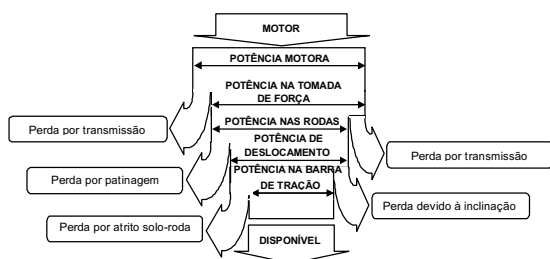 MOTOR
POTÊNCIA MOTORA
POTÊNCIA NA TOMADA
DE FORÇA
POTÊNCIA NAS RODAS
Perda por transmissão
POTÊNCIA DE
DESLOCAMENTO
Perda por transmissão
POTÊNCIA NA BARRA
DE TRAÇÃO
Perda por patinagem
Perda devido à inclinação
Perda por atrito solo-roda
DISPONÍVEL